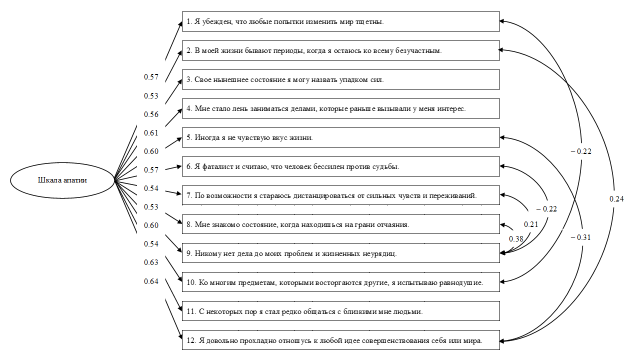 1. Я убежден, что любые попытки изменить мир тщетны.
2. В моей жизни бывают периоды, когда я остаюсь ко всему безучастным.
0.57
3. Свое нынешнее состояние я могу назвать упадком сил.
0.53
0.56
4. Мне стало лень заниматься делами, которые раньше вызывали у меня интерес.
0.61
5. Иногда я не чувствую вкус жизни.
0.60
− 0.22
6. Я фаталист и считаю, что человек бессилен против судьбы.
0.57
Шкала апатии
0.54
7. По возможности я стараюсь дистанцироваться от сильных чувств и переживаний.
0.24
0.53
− 0.22
8. Мне знакомо состояние, когда находишься на грани отчаяния.
0.21
0.60
0.38
− 0.31
0.54
9. Никому нет дела до моих проблем и жизненных неурядиц.
0.63
10. Ко многим предметам, которыми восторгаются другие, я испытываю равнодушие.
0.64
11. С некоторых пор я стал редко общаться с близкими мне людьми.
12. Я довольно прохладно отношусь к любой идее совершенствования себя или мира.